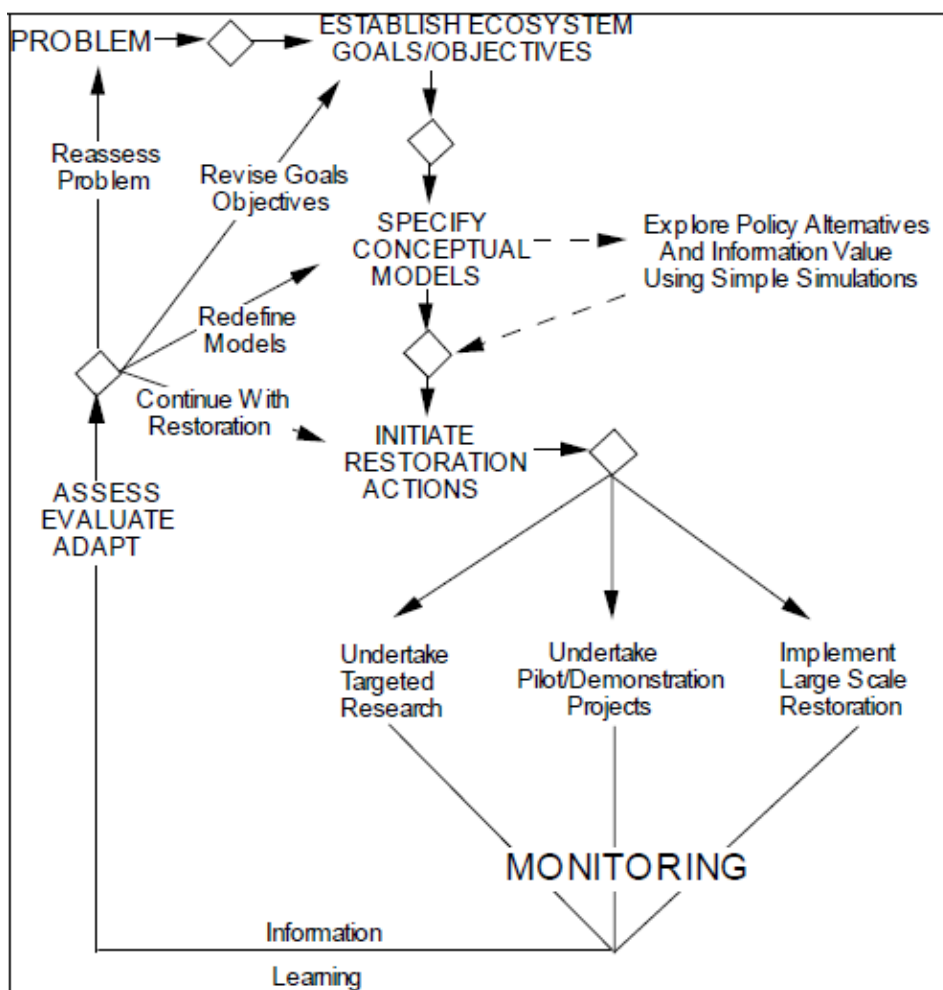 PROBLEM
ESTABLISH ECOSYSTEM
GOALS/OBJECTIVES
Reassess
Problem
Revise Goals
Objectives
SPECIFY
CONCEPTUAL
MODELS
Explore Policy Alternatives
And Information Value
Using Simple Simulations
Redefine
Models
Continue With
Restoration
INITIATE
RESTORATION
ACTIONS
ASSESS
EVALUATE
ADAPT
Undertake
Targeted
Research
Undertake
Pilot/Demonstration
Projects
Implement
Large Scale
Restoration
MONITORING
Information
Learning